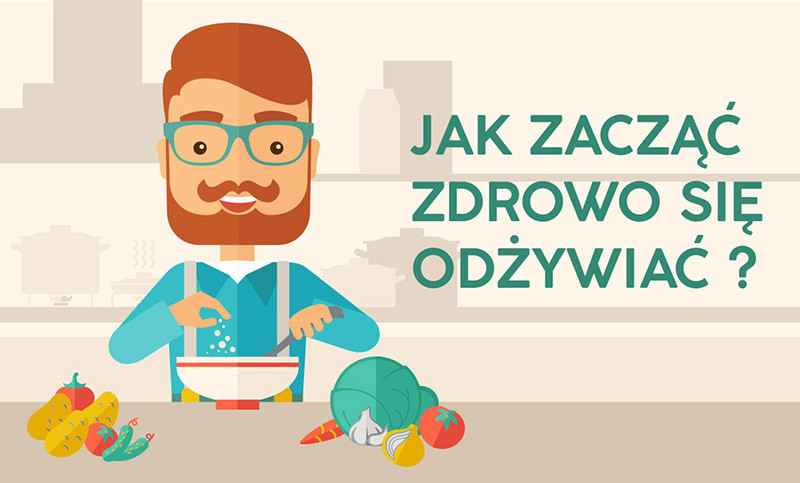 JAK ZACZĄĆ
ZDROWO SIĘ
ODŻYWIAĆ ?